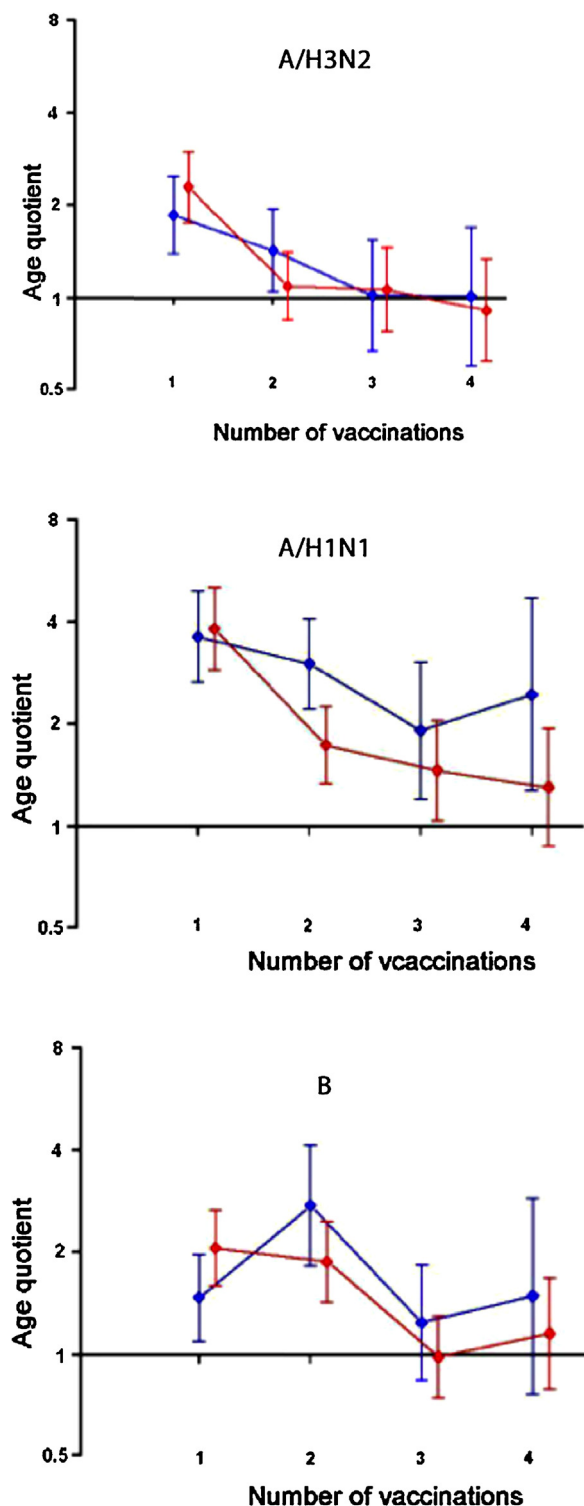 A/H3N2
8
4
2
1
0.5
Age quotient
1 2 3 4
Number of vaccinations
A/H1N1
8
4
2
1
0.5
Age quotient
1 2 3 4
Number of vcaccinations
B
8
4
2
1
0.5
Age quotient
1 2 3 4
Number of vaccinations